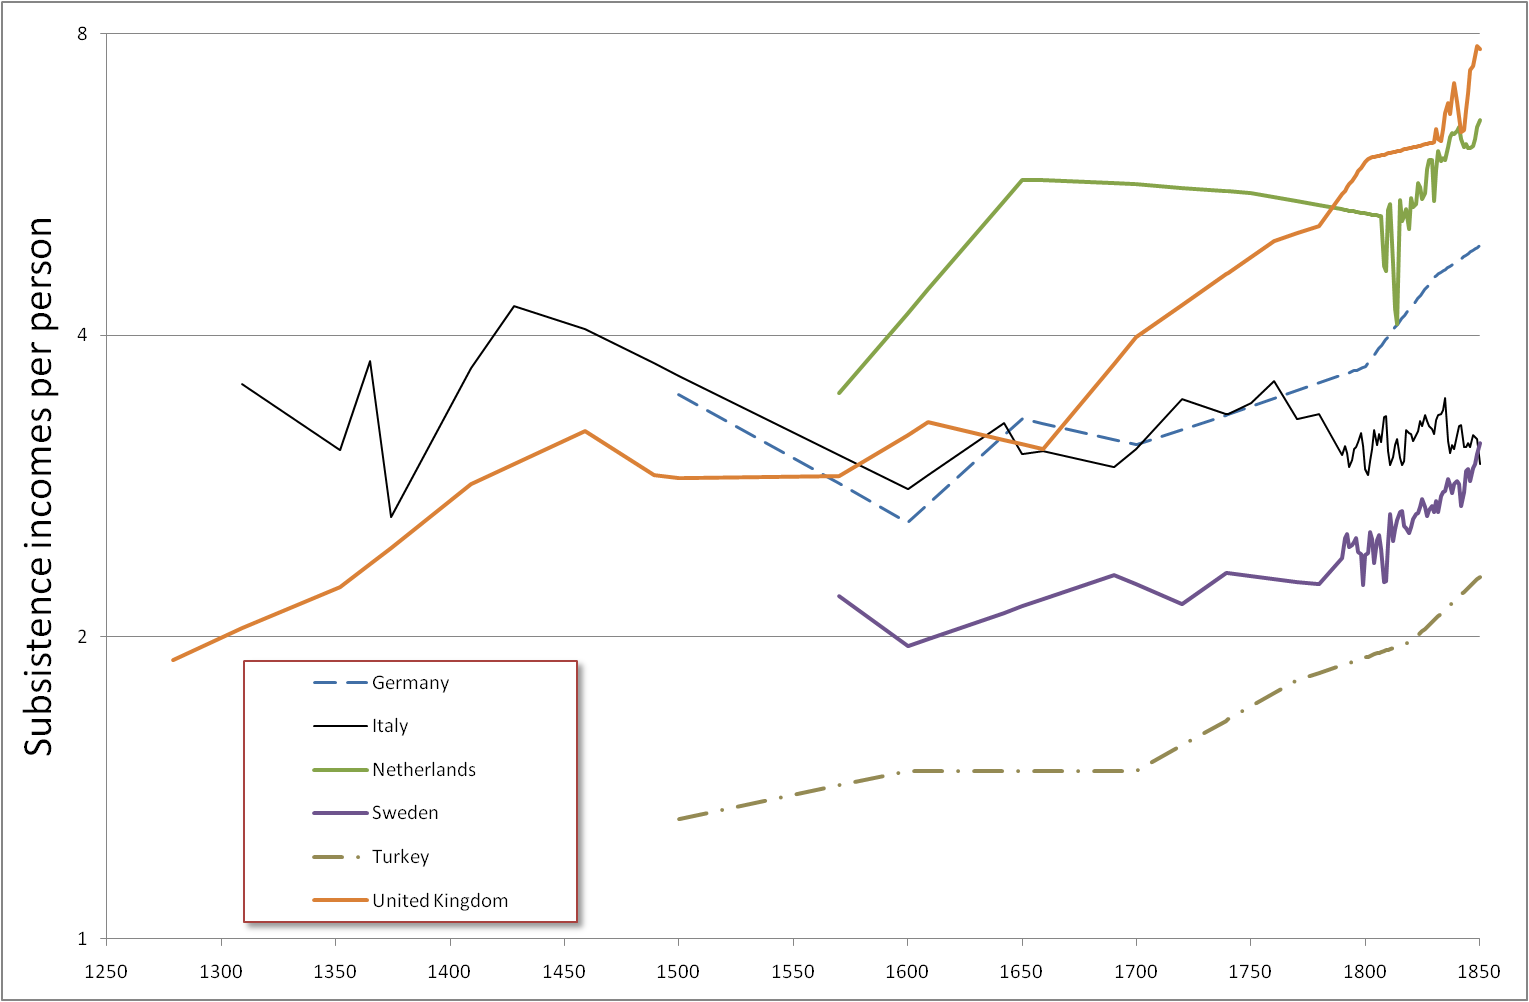 Subsistence incomes per person
8
4
2
1
Germany
Italy
Netherlands
Sweden
Turkey
United Kingdom
1250 1300 1350 1400 1450 1500 1550 1600 1650 1700 1750 1800 1850